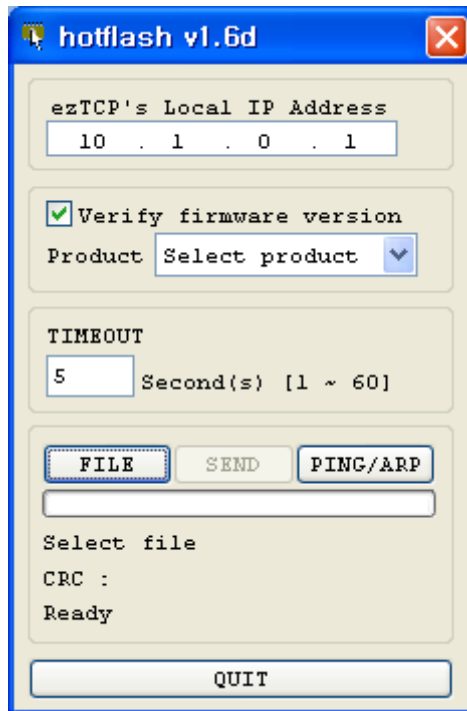 hotflash v1.6d
ezTCP's Local IP Address
10 . 1 . 0 . 1
Verify firmware version
Product Select product
TIMEOUT
5 Second(s) [1 ~ 60]
FILE SEND PING/ARP
Select file
CRC :
Ready
QUIT